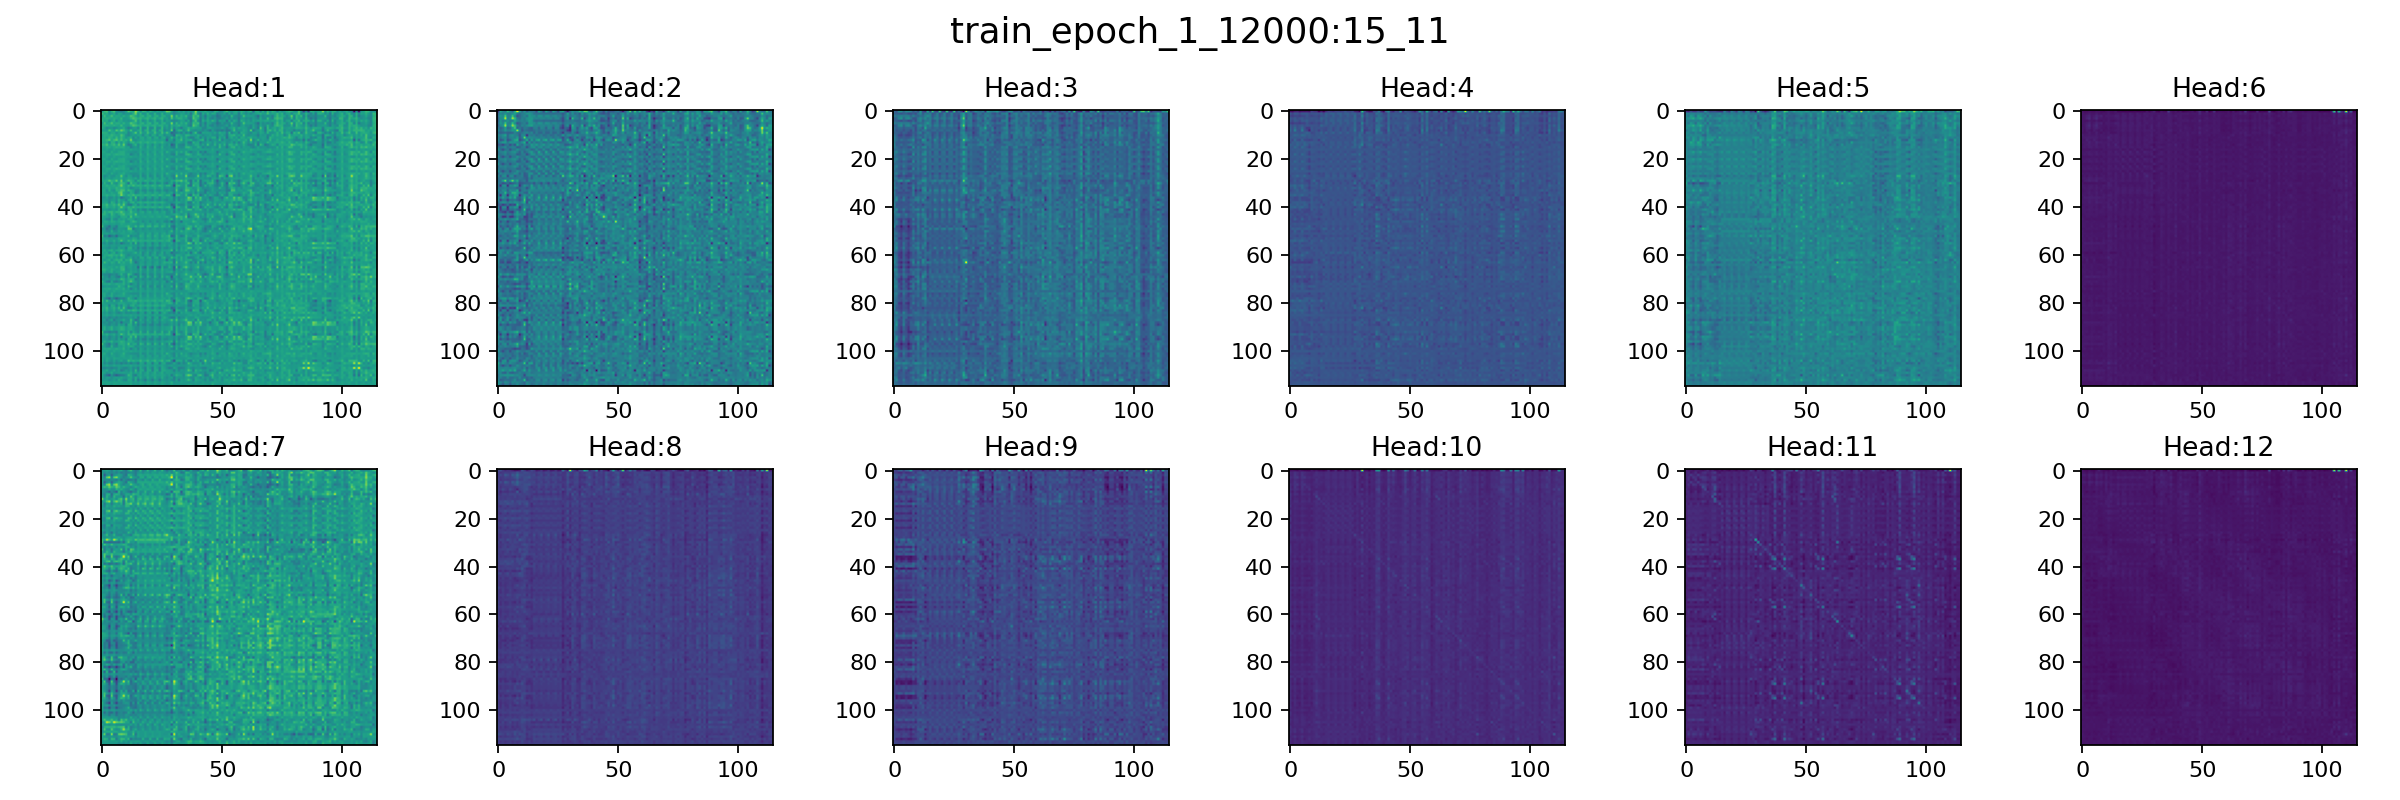 train_epoch_1_12000:15_11
Head:1 Head:2 Head:3 Head:4 Head:5 Head:6
0 0 0 0 0 0
20 20 20 20 20 20
40 40 40 40 40 40
60 60 60 60 60 60
80 80 80 80 80 80
100 100 100 100 100 100
0 50 100 0 50 100 0 50 100 0 50 100 0 50 100 0 50 100
Head:7 Head:8 Head:9 Head:10 Head:11 Head:12
0 0 0 0 0 0
20 20 20 20 20 20
40 40 40 40 40 40
60 60 60 60 60 60
80 80 80 80 80 80
100 100 100 100 100 100
0 50 100 0 50 100 0 50 100 0 50 100 0 50 100 0 50 100